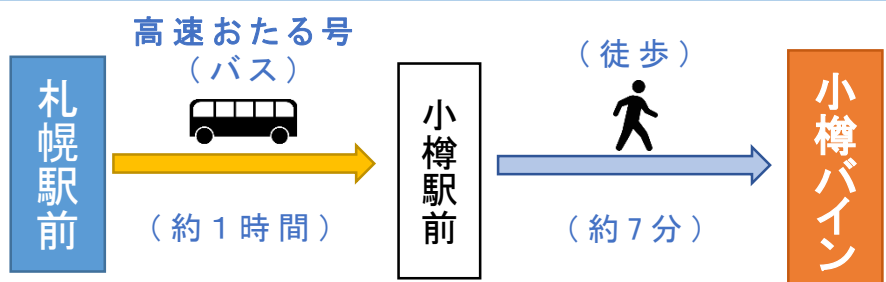 札幌駅前
高速おたる号
（バス）
（約１時間）
小樽駅前
（徒歩）
（約７分）
小樽バイン